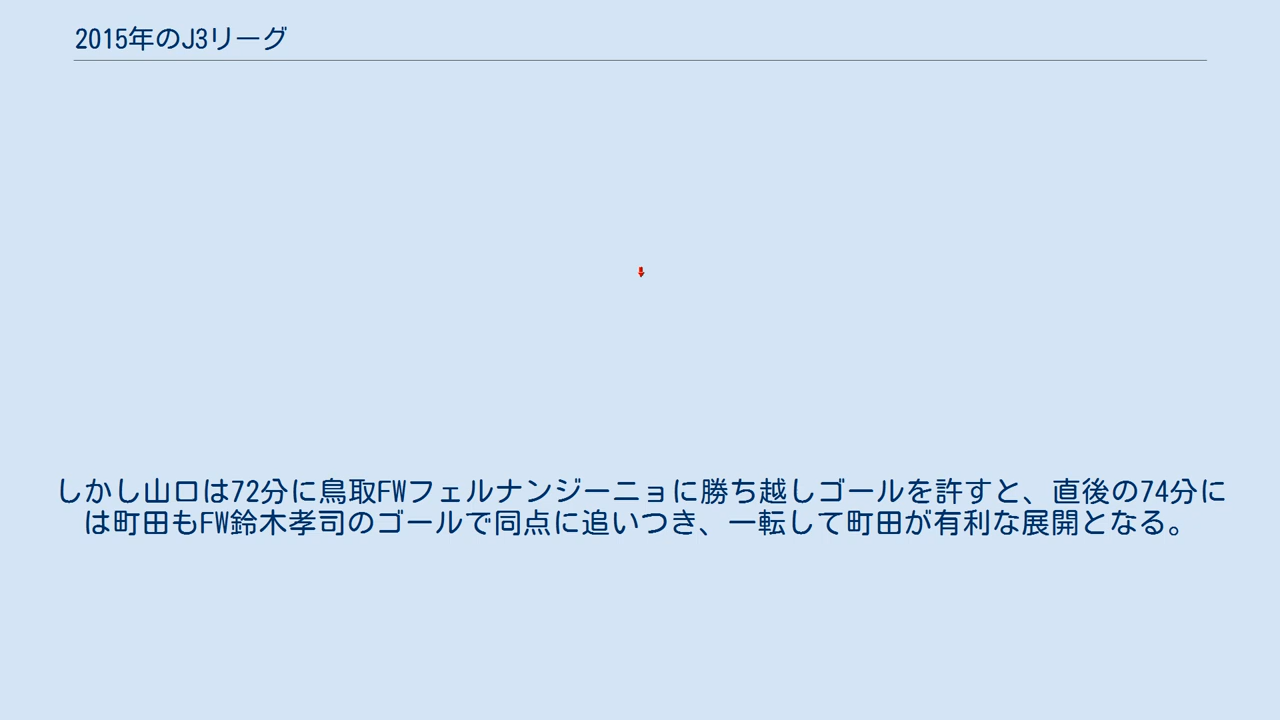 2015年のJ3リーグ
しかし山口は72分に鳥取FWフェルナンジーニョに勝ち越しゴールを許すと、直後の74分に
は町田もFW鈴木孝司のゴールで同点に追いつき、一転して町田が有利な展開となる。